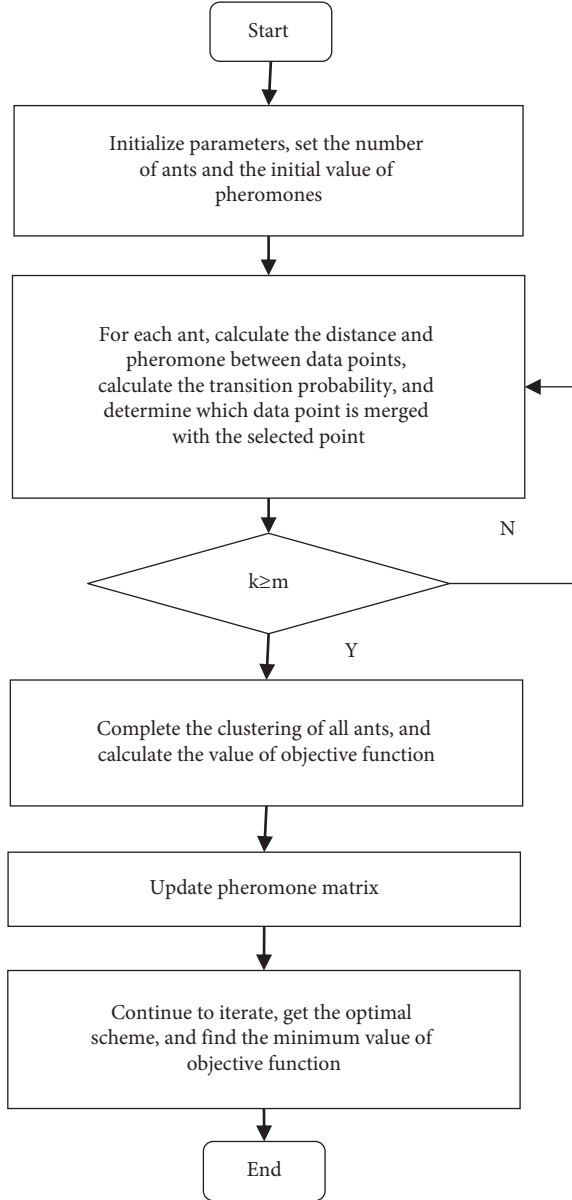 Start
Initialize parameters, set the number
of ants and the initial value of
pheromones
For each ant, calculate the distance and
pheromone between data points,
calculate the transition probability, and
determine which data point is merged
with the selected point
N
k≥m
Y
Complete the clustering of all ants, and
calculate the value of objective function
Update pheromone matrix
Continue to iterate, get the optimal
scheme, and find the minimum value of
objective function
End